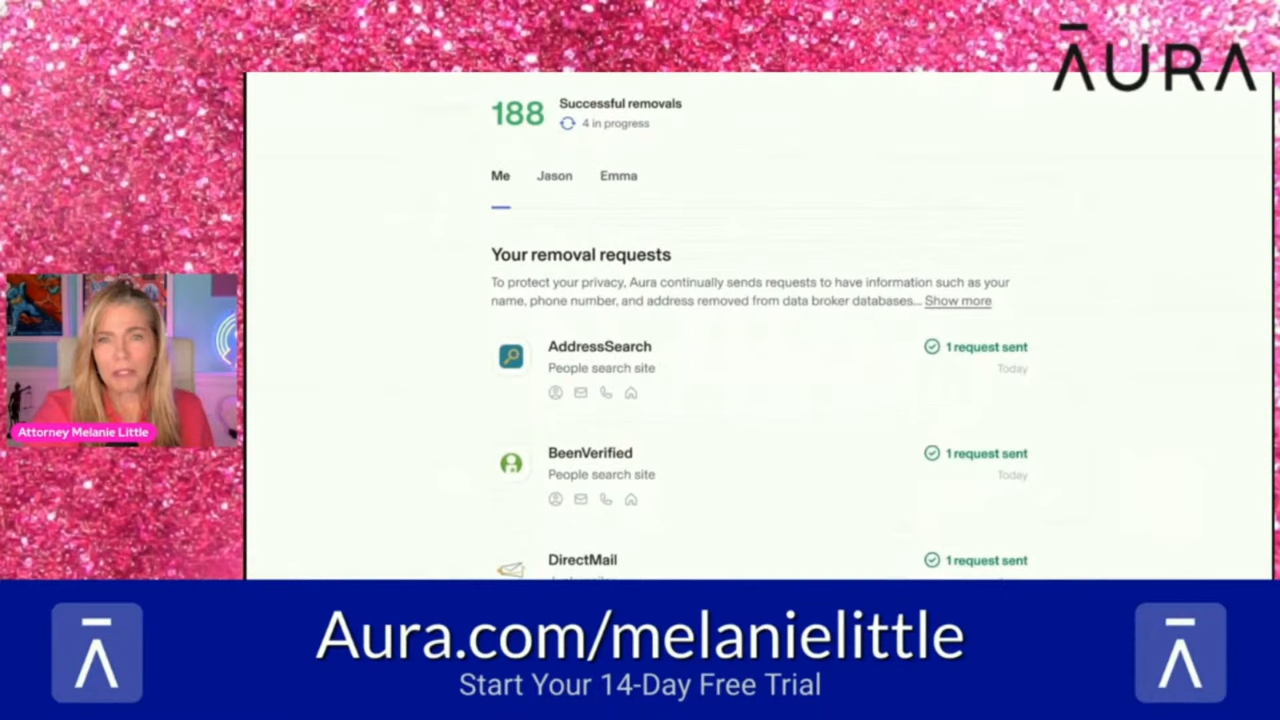 ĀURA
188
Successful removals
4 in progress
Me Jason Emma
Your removal requests
To protect your privacy, Aura continually sends requests to have information such as your
name, phone number, and address removed from data broker databases... Show more
AddressSearch
1 request sent
People search site
Today
BeenVerified
1 request sent
People search site
Today
DirectMail
1 request sent
Attorney Melanie Little
Aura.com/melanielittle
Start Your 14-Day Free Trial